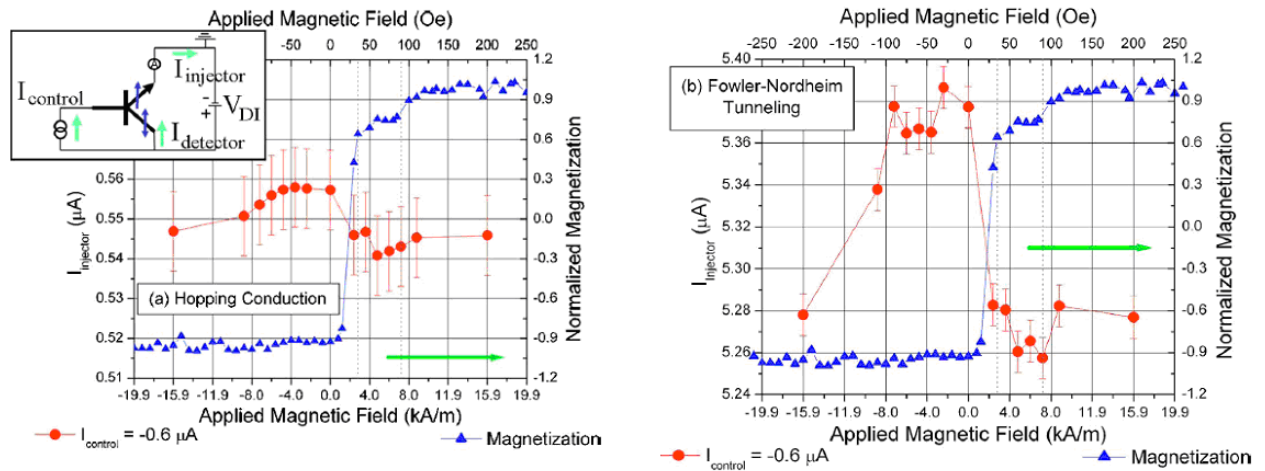 Applied Magnetic Field (Oe)
-50 0 50 100 150 200 250
I control
I injector
A
- V DI
I detector
1.2
0.9
0.6
0.3
0.0
-0.3
-0.6
-0.9
-1.2
Normalized Magnetization
0.56
0.55
0.54
0.53
0.52
0.51
I Injector (μA)
(a) Hopping Conduction
-19.9 -15.9 -11.9 -8.0 -4.0 0.0 4.0 8.0 11.9 15.9 19.9
Applied Magnetic Field (kA/m)
I control = -0.6 μA
Magnetization
Applied Magnetic Field (Oe)
-250 -200 -150 -100 -50 0 50 100 150 200 250
(b) Fowler-Nordheim
Tunneling
5.40
5.38
5.36
5.34
5.32
5.30
5.28
5.26
5.24
I Injector (μA)
1.2
0.9
0.6
0.3
0.0
-0.3
-0.6
-0.9
-1.2
Normalized Magnetization
-19.9 -15.9 -11.9 -8.0 -4.0 0.0 4.0 8.0 11.9 15.9 19.9
Applied Magnetic Field (kA/m)
I control = -0.6 μA
Magnetization